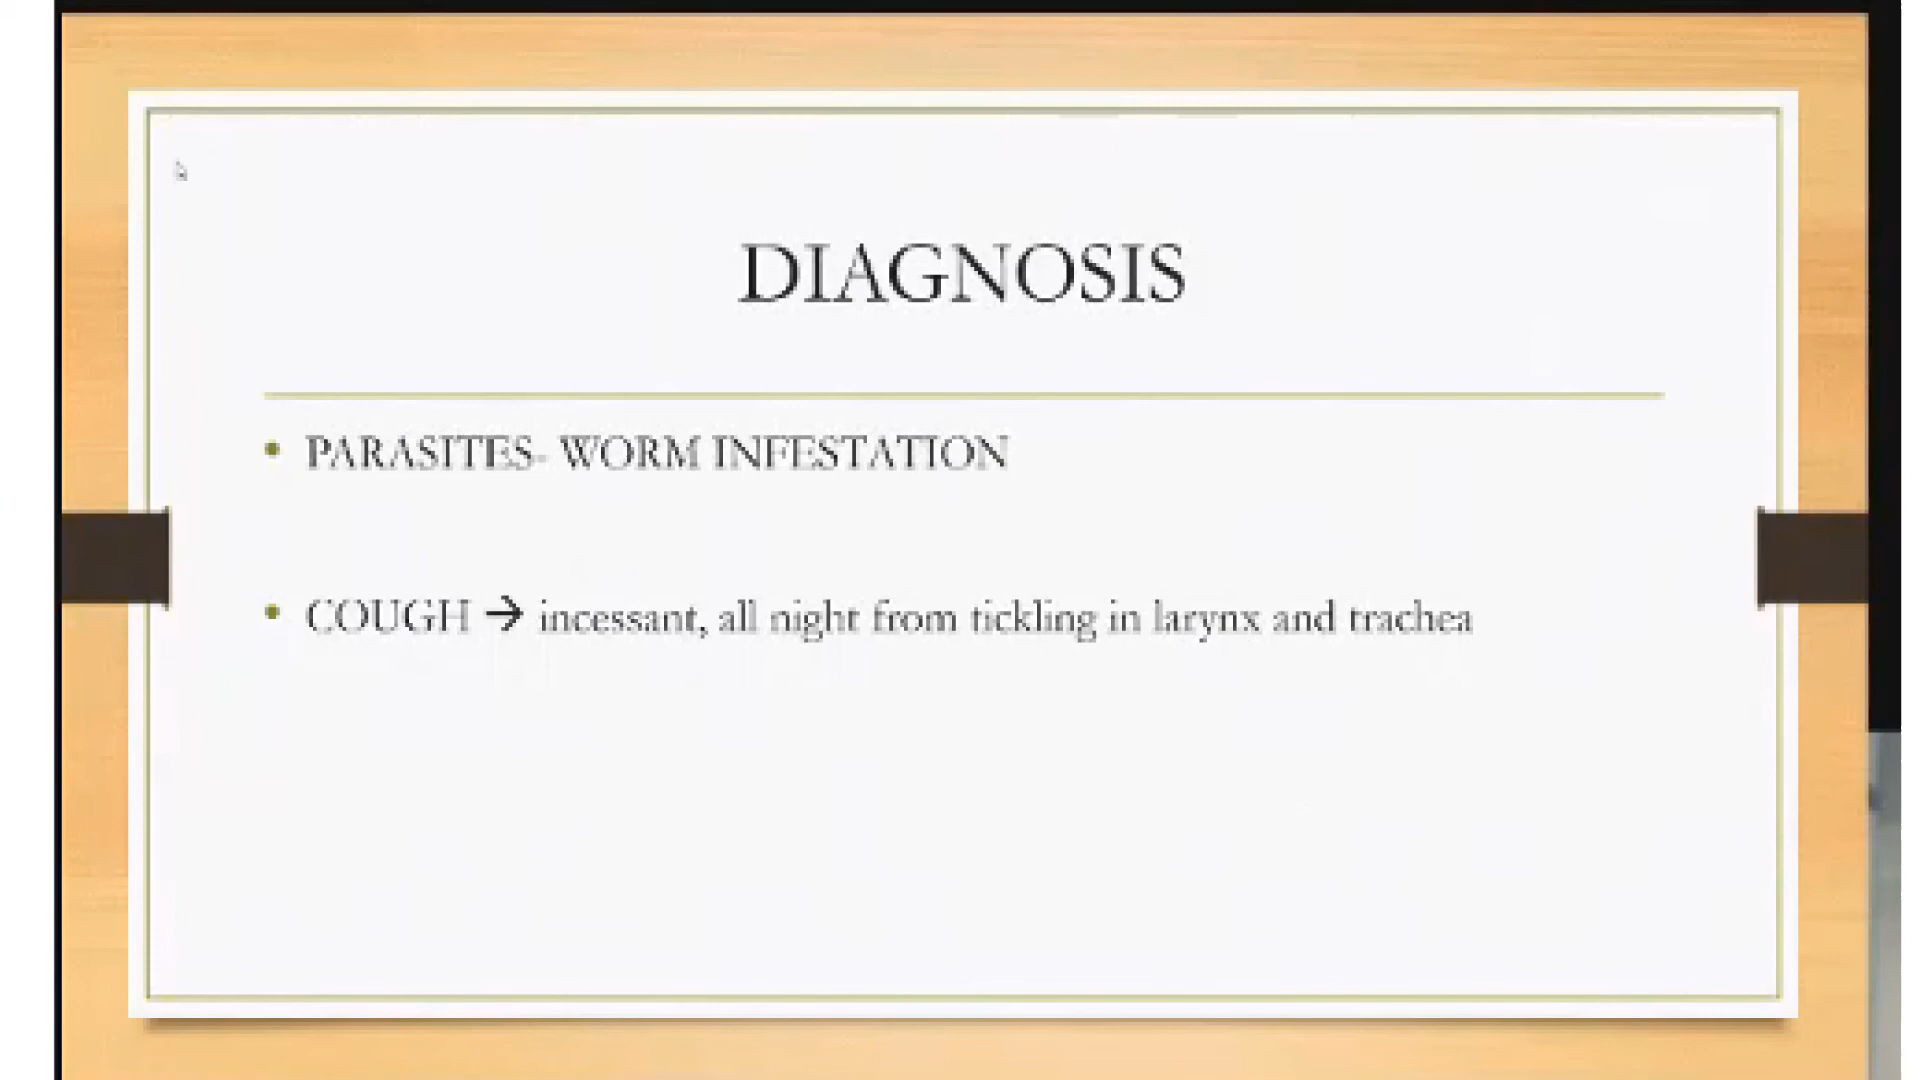 DIAGNOSIS
• PARASITES- WORM INFESTATION
• COUGH → incessant, all night from tickling in larynx and trachea